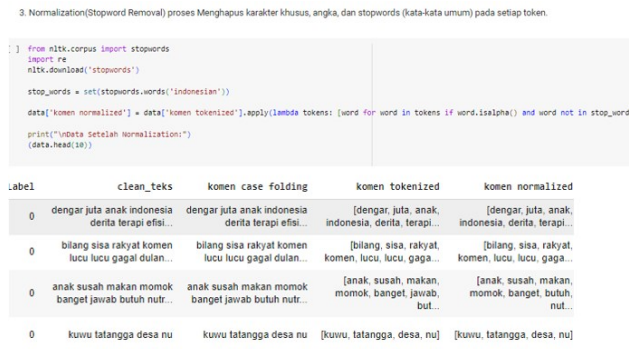 3. Normalization(Stopword Removal) proses Menghapus karakter khusus, angka, dan stopwords (kata-kata umum) pada setiap token.
[ ] from nltk.corpus import stopwords
import re
nltk.download('stopwords')
stop_words = set(stopwords.words('indonesian'))
data['komen normalized'] = data['komen tokenized'].apply(lambda tokens: [word for word in tokens if word.isalpha() and word not in stop_word
print("\nData Setelah Normalization:")
(data.head(10))
Label clean_teks komen case folding komen tokenized komen normalized
0 dengar juta anak indonesia derita terapi efisi... dengar juta anak indonesia derita terapi efisi... [dengar, juta, anak, indonesia, derita, terapi... [dengar, juta, anak, indonesia, derita, terapi...
0 bilang sisa rakyat komen lucu lucu gagal dulan... bilang sisa rakyat komen lucu lucu gagal dulan... [bilang, sisa, rakyat, komen, lucu, lucu, gaga... [bilang, sisa, rakyat, komen, lucu, lucu, gaga...
0 anak susah makan momok banget jawab butuh nutr... anak susah makan momok banget jawab butuh nutr... [anak, susah, makan, momok, banget, jawab, but... [anak, susah, makan, momok, banget, butuh, nut...
0 kuwu tatangga desa nu kuwu tatangga desa nu [kuwu, tatangga, desa, nu] [kuwu, tatangga, desa, nu]